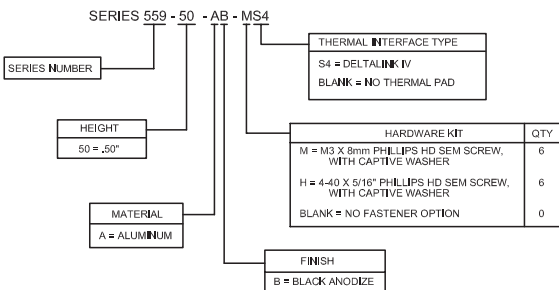 SERIES 559 - 50 - AB - MS4
THERMAL INTERFACE TYPE
S4 = DELTALINK IV
BLANK = NO THERMAL PAD
SERIES NUMBER
HEIGHT
50 = .50"
HARDWARE KIT QTY
M = M3 X 8mm PHILLIPS HD SEM SCREW, 6
WITH CAPTIVE WASHER
H = 4-40 X 5/16" PHILLIPS HD SEM SCREW, 6
WITH CAPTIVE WASHER
BLANK = NO FASTENER OPTION 0
MATERIAL
A = ALUMINUM
FINISH
B = BLACK ANODIZE